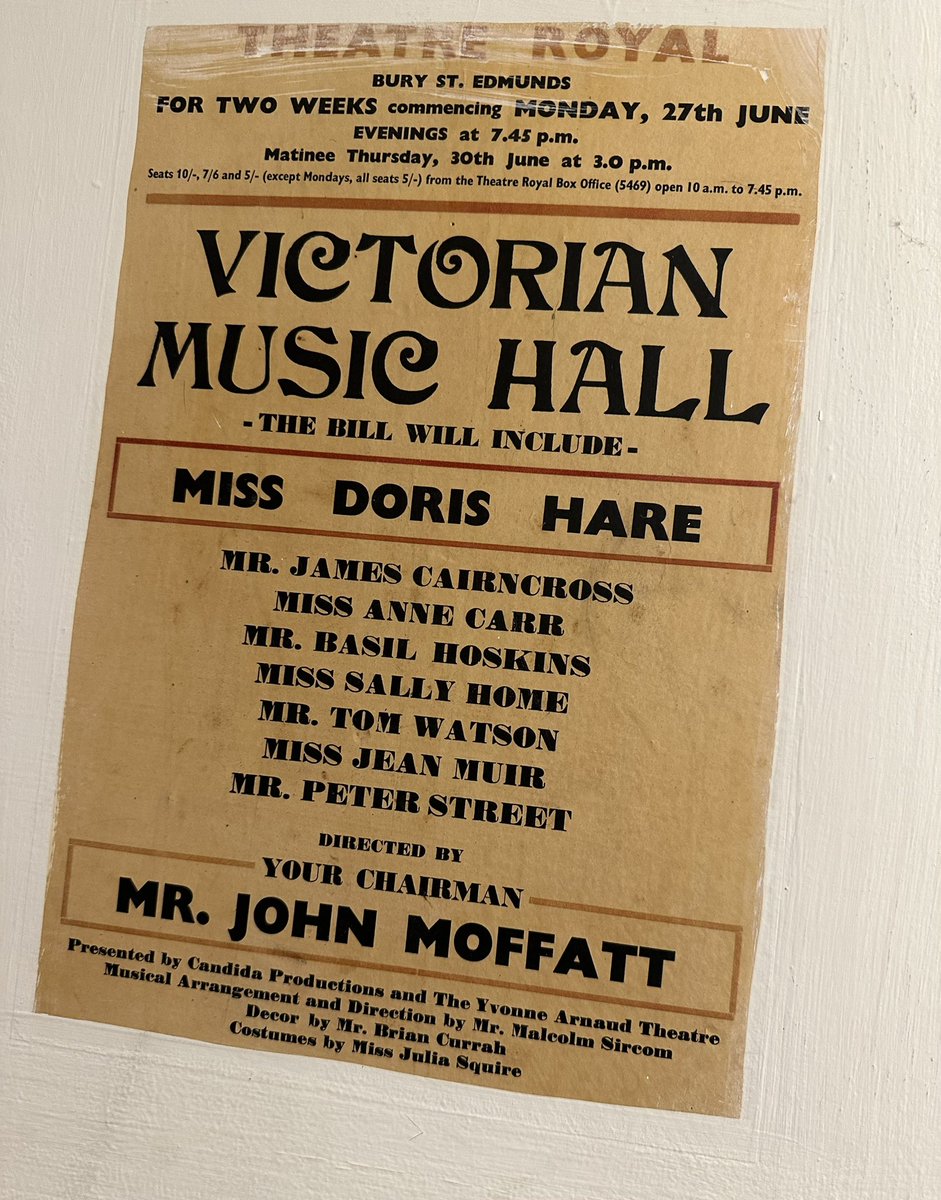 THEATRE ROYAL
BURY ST. EDMUNDS
FOR TWO WEEKS commencing MONDAY, 27th JUNE
EVENINGS at 7.45 p.m.
Matinee Thursday, 30th June at 3.0 p.m.
Seats 10/-, 7/6 and 5/- (except Mondays, all seats 5/-) from the Theatre Royal Box Office (5469) open 10 a.m. to 7.45 p.m.
VICTORIAN
MUSIC HALL
- THE BILL WILL INCLUDE -
MISS DORIS HARE
MR. JAMES CAIRNCROSS
MISS ANNE CARR
MR. BASIL HOSKINS
MISS SALLY HOME
MR. TOM WATSON
MISS JEAN MUIR
MR. PETER STREET
DIRECTED BY
YOUR CHAIRMAN
MR. JOHN MOFFATT
Presented by Candida Productions and The Yvonne Arnaud Theatre
Musical Arrangement and Direction by Mr. Malcolm Sircom
Decor by Mr. Brian Currah
Costumes by Miss Julia Squire